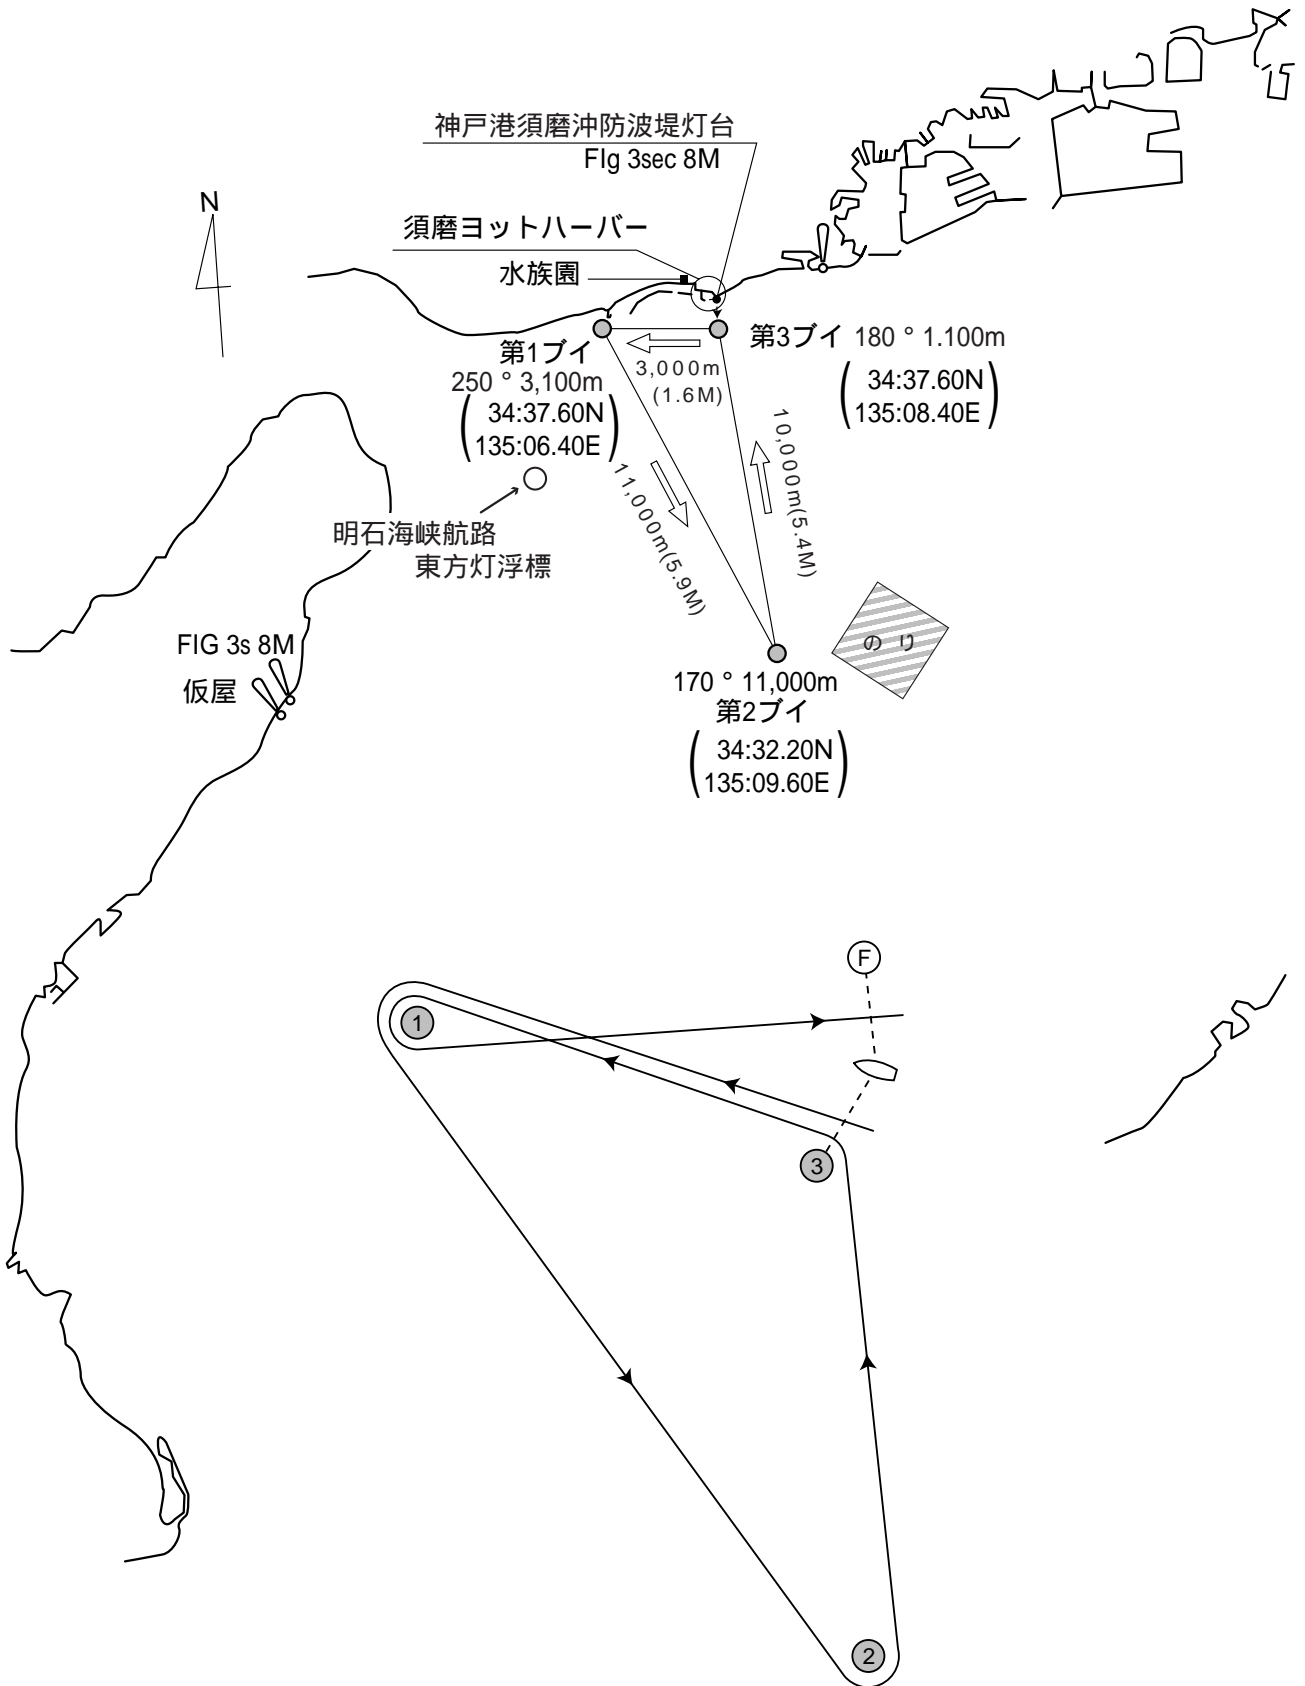 神戸港須磨沖防波堤灯台
FIg 3sec 8M
N
須磨ヨットハーバー
水族園
第1ブイ
250 ° 3,100m
34:37.60N
135:06.40E
3,000m
(1.6M)
第3ブイ 180 ° 1.100m
34:37.60N
135:08.40E
11,000m(5.9M)
10,000m(5.4M)
明石海峡航路
東方灯浮標
のり
FIG 3s 8M
仮屋
170 ° 11,000m
第2ブイ
34:32.20N
135:09.60E
F
1
3
2